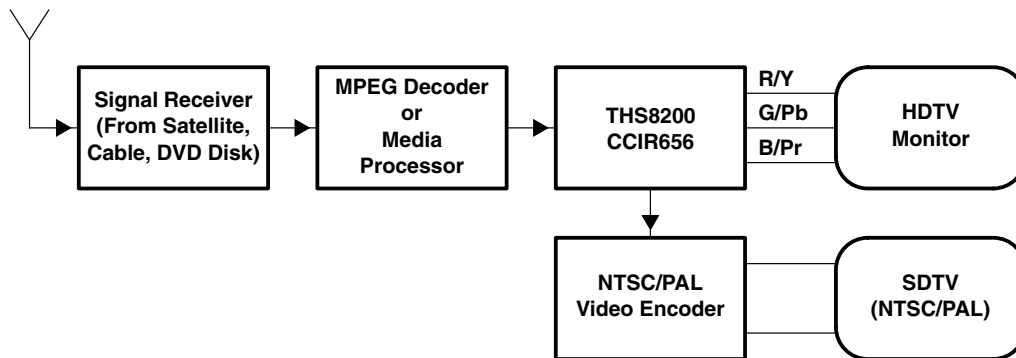 Signal Receiver
(From Satellite,
Cable, DVD Disk)
MPEG Decoder
or
Media
Processor
THS8200
CCIR656
R/Y
G/Pb
B/Pr
HDTV
Monitor
NTSC/PAL
Video Encoder
SDTV
(NTSC/PAL)